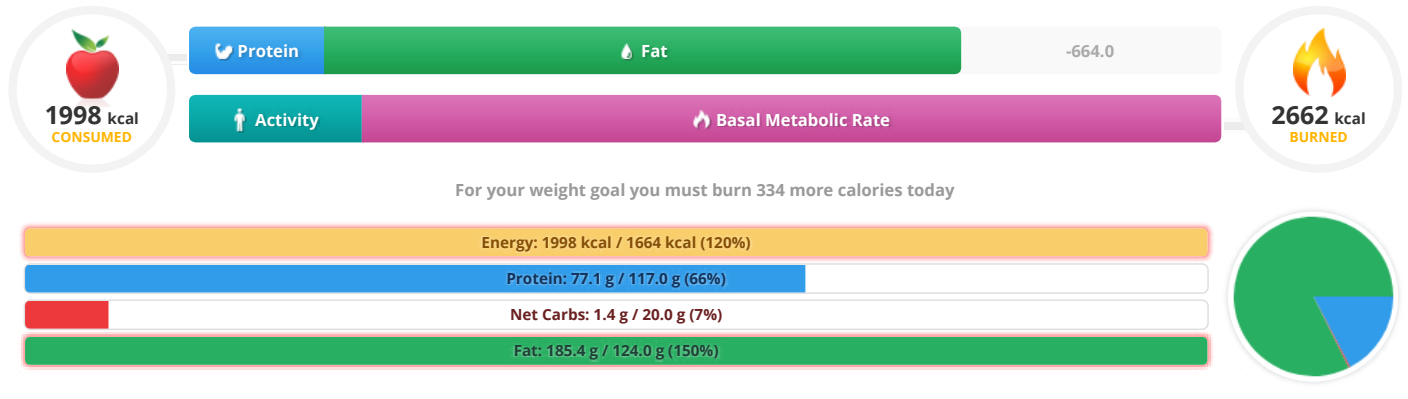 Protein
Fat
-664.0
1998 kcal
CONSUMED
Activity
Basal Metabolic Rate
2662 kcal
BURNED
For your weight goal you must burn 334 more calories today
Energy: 1998 kcal / 1664 kcal (120%)
Protein: 77.1 g / 117.0 g (66%)
Net Carbs: 1.4 g / 20.0 g (7%)
Fat: 185.4 g / 124.0 g (150%)